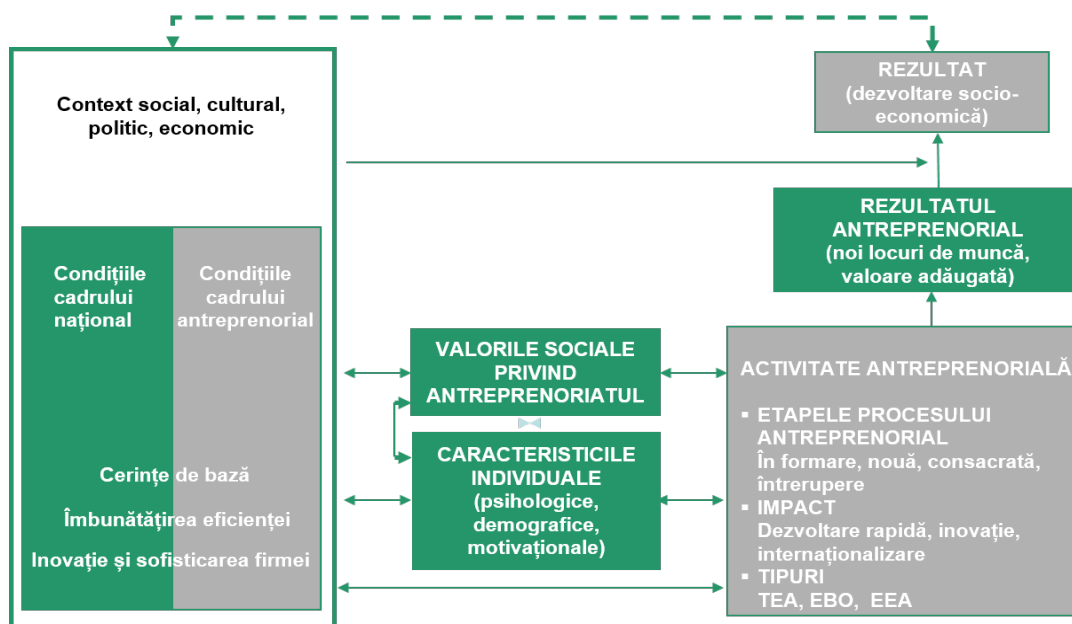 Context social, cultural,
politic, economic
Condițiile
cadrului
național
Condițiile
cadrului
antreprenorial
Cerințe de bază
Îmbunătățirea eficienței
Inovație și sofisticarea firmei
VALORILE SOCIALE
PRIVIND
ANTREPRENORIATUL
CARACTERISTICILE
INDIVIDUALE
(psihologice,
demografice,
motivaționale)
REZULTAT
(dezvoltare socio-
economică)
REZULTATUL
ANTREPRENORIAL
(noi locuri de muncă,
valoare adăugată)
ACTIVITATE ANTREPRENORIALĂ
▪ ETAPELE PROCESULUI
ANTREPRENORIAL
În formare, nouă, consacrată,
întrerupere
▪ IMPACT
Dezvoltare rapidă, inovație,
internaționalizare
▪ TIPURI
TEA, EBO, EEA